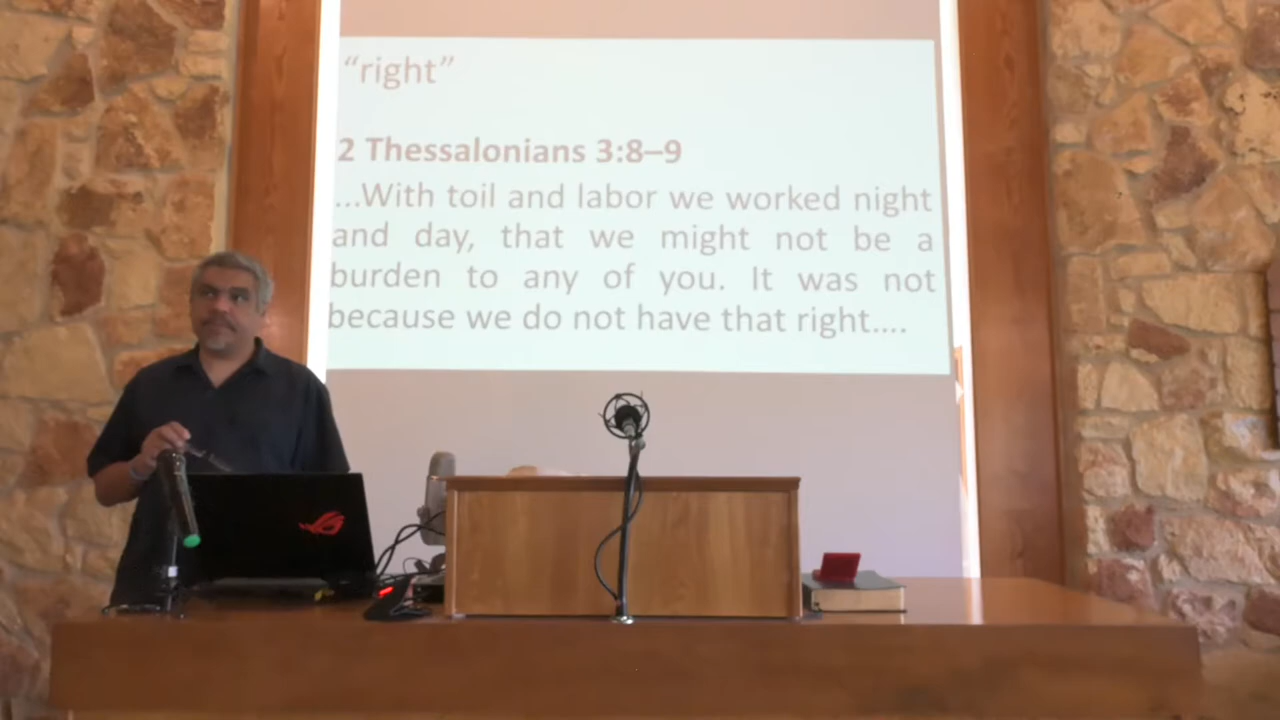 “right”
2 Thessalonians 3:8–9
...With toil and labor we worked night
and day, that we might not be a
burden to any of you. It was not
because we do not have that right....